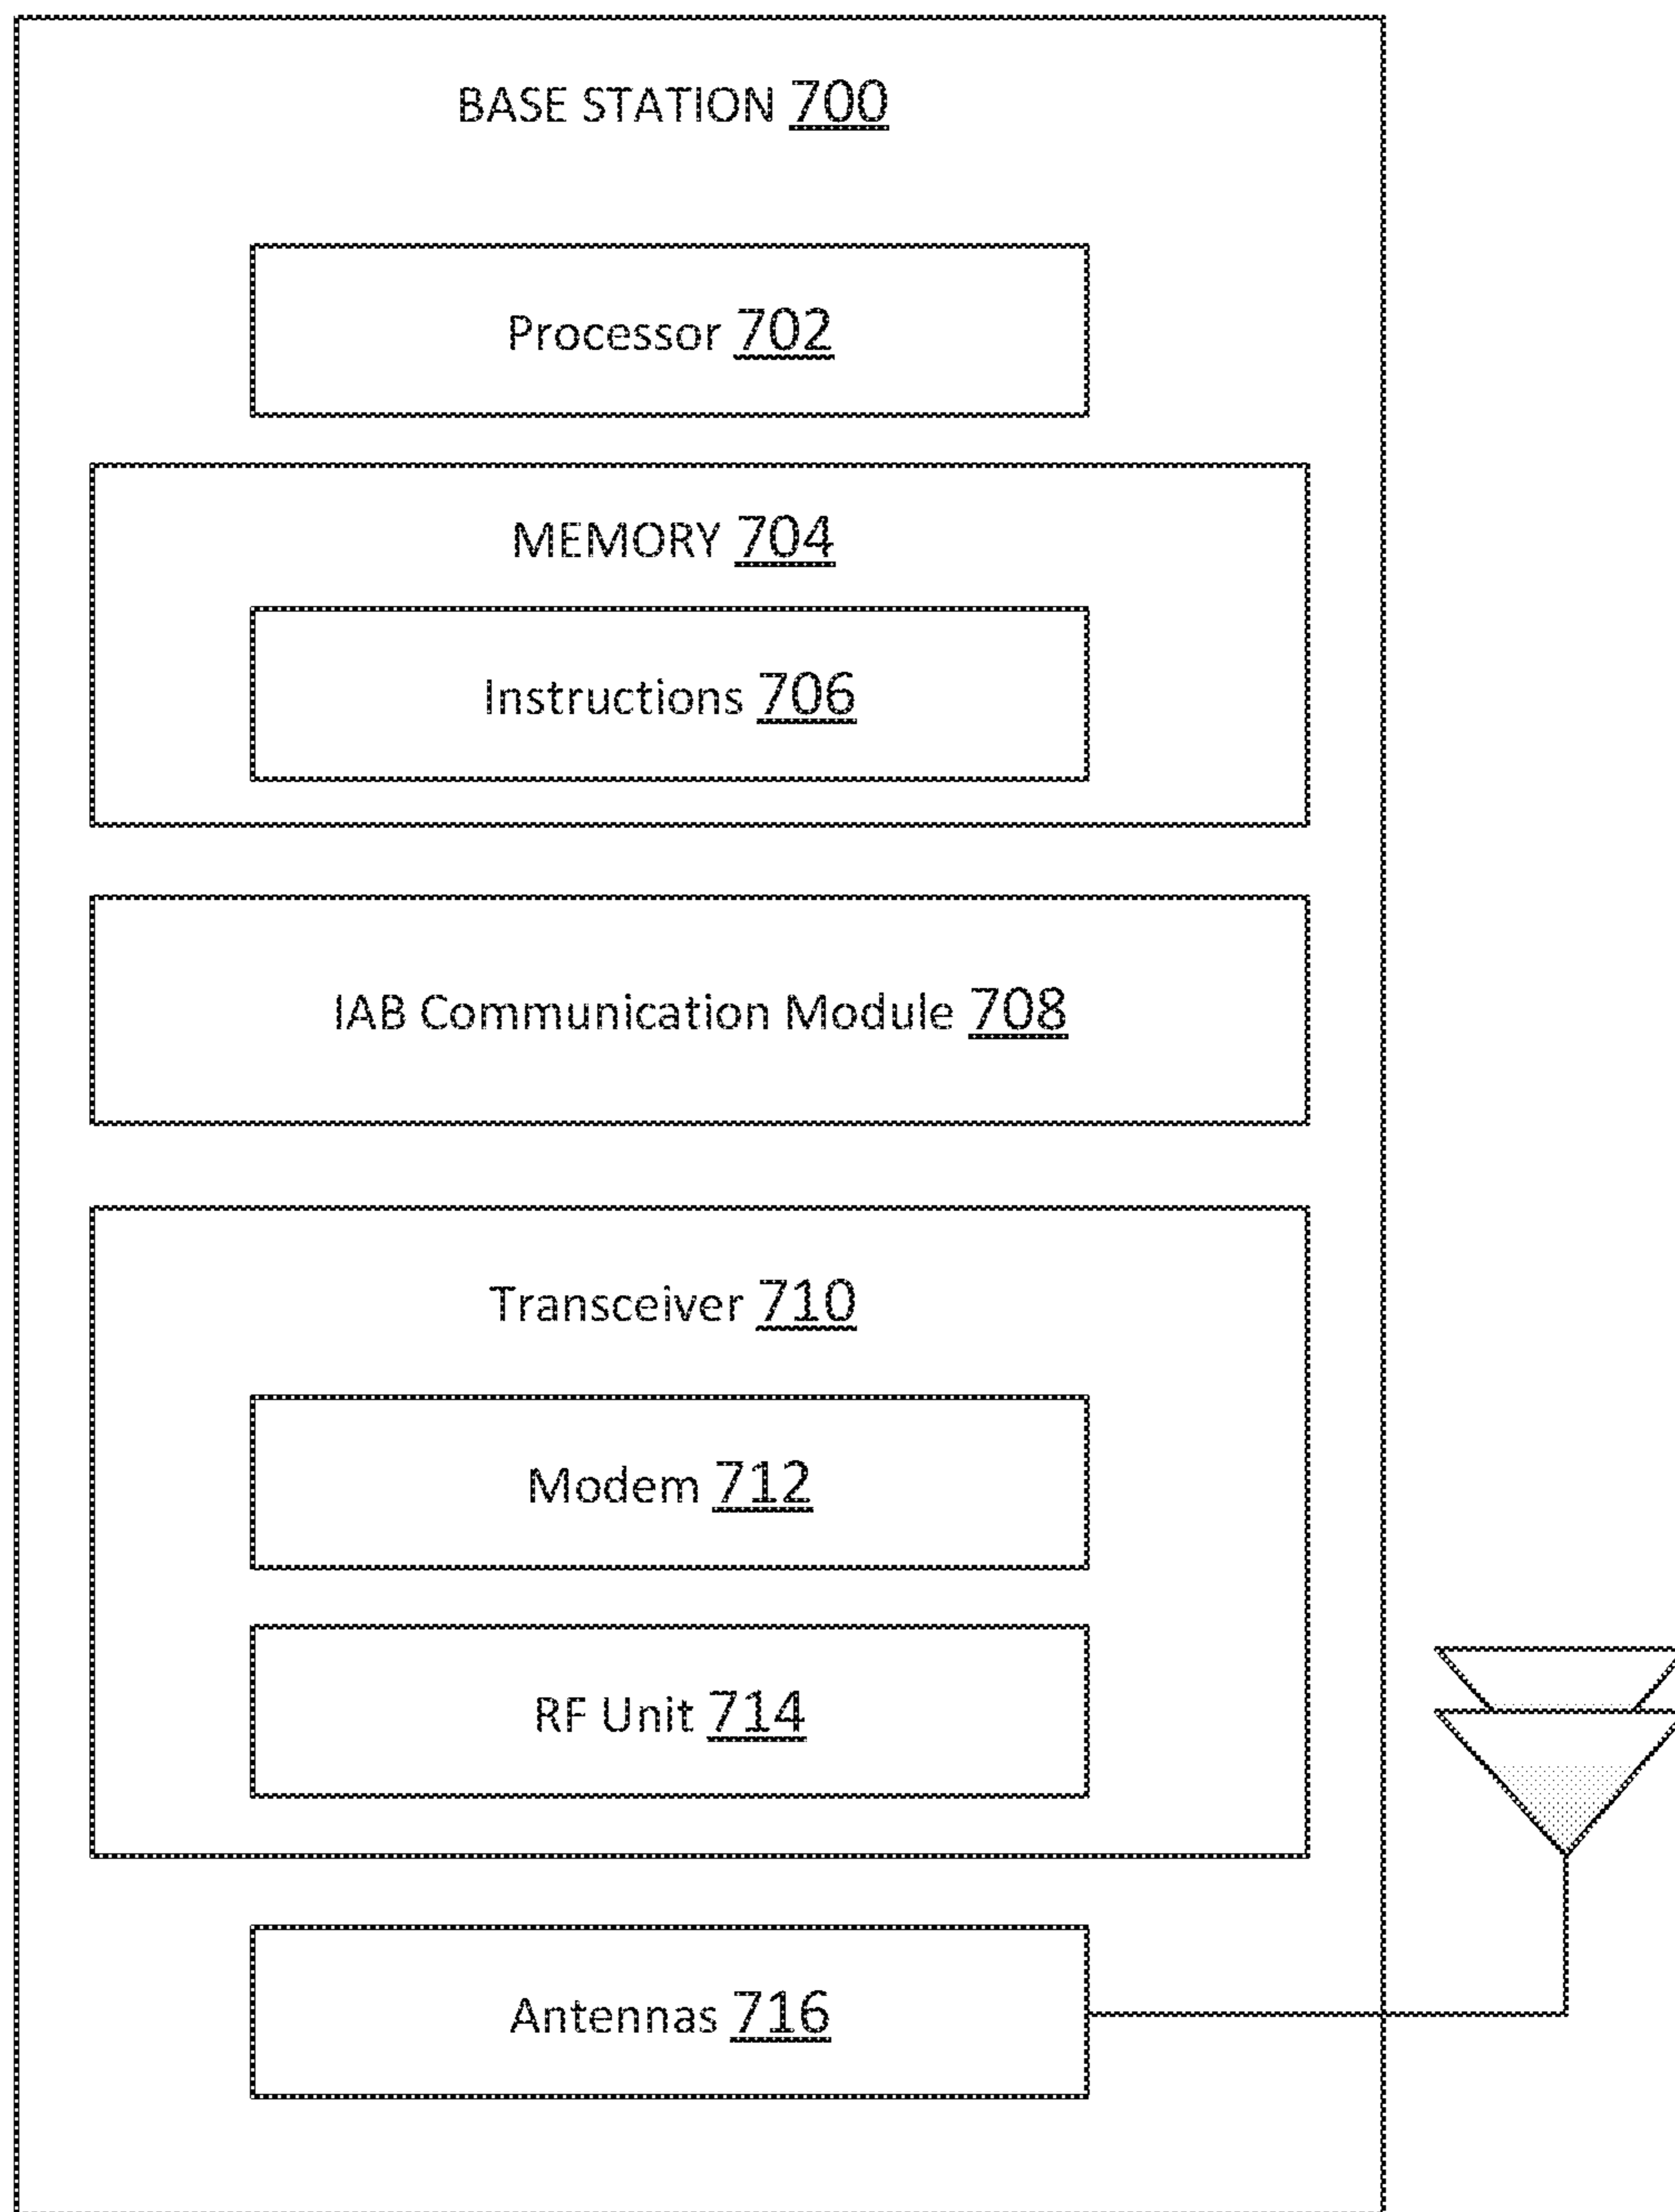 BASE STATION 700
Processor 702
MEMORY 704
Instructions 706
IAB Communication Module 708
Transceiver 710
Modem 712
RF Unit 714
Antennas 716